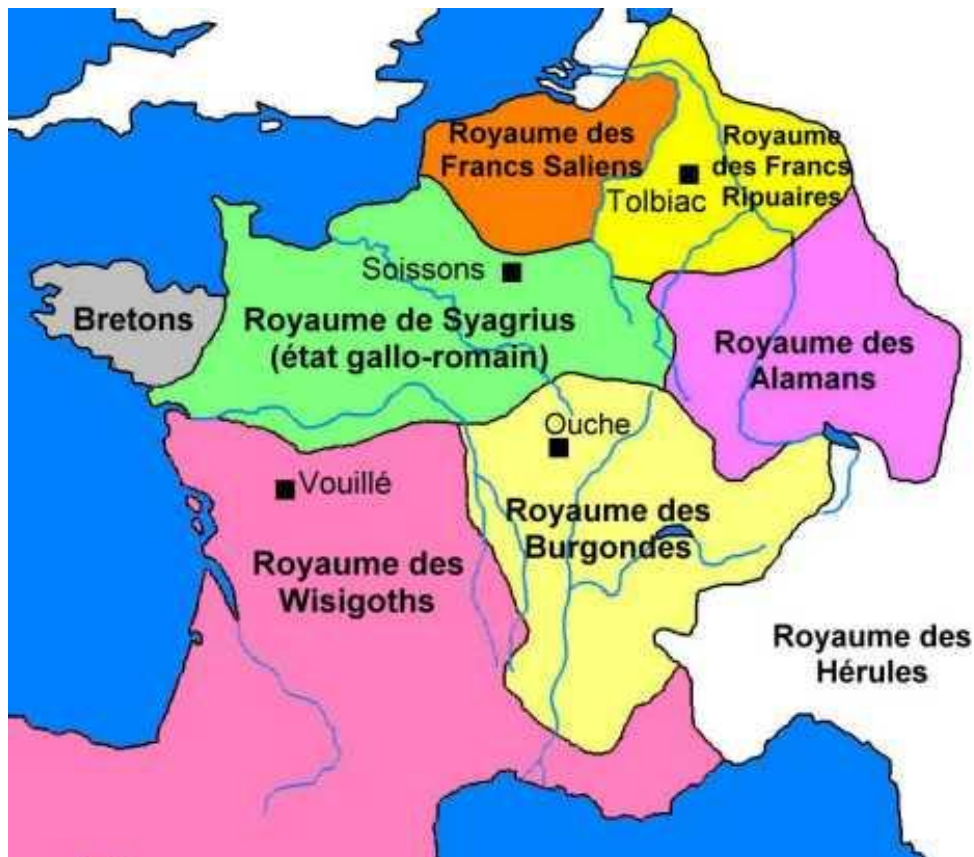 Royaume des
Francs Saliens
Royaume
des Francs
Ripuaires
Tolbiac
Soissons
Bretons
Royaume de Syagrius
(état gallo-romain)
Royaume des
Alamans
Ouche
Vouillé
Royaume des
Burgondes
Royaume des
Wisigoths
Royaume des
Hérules